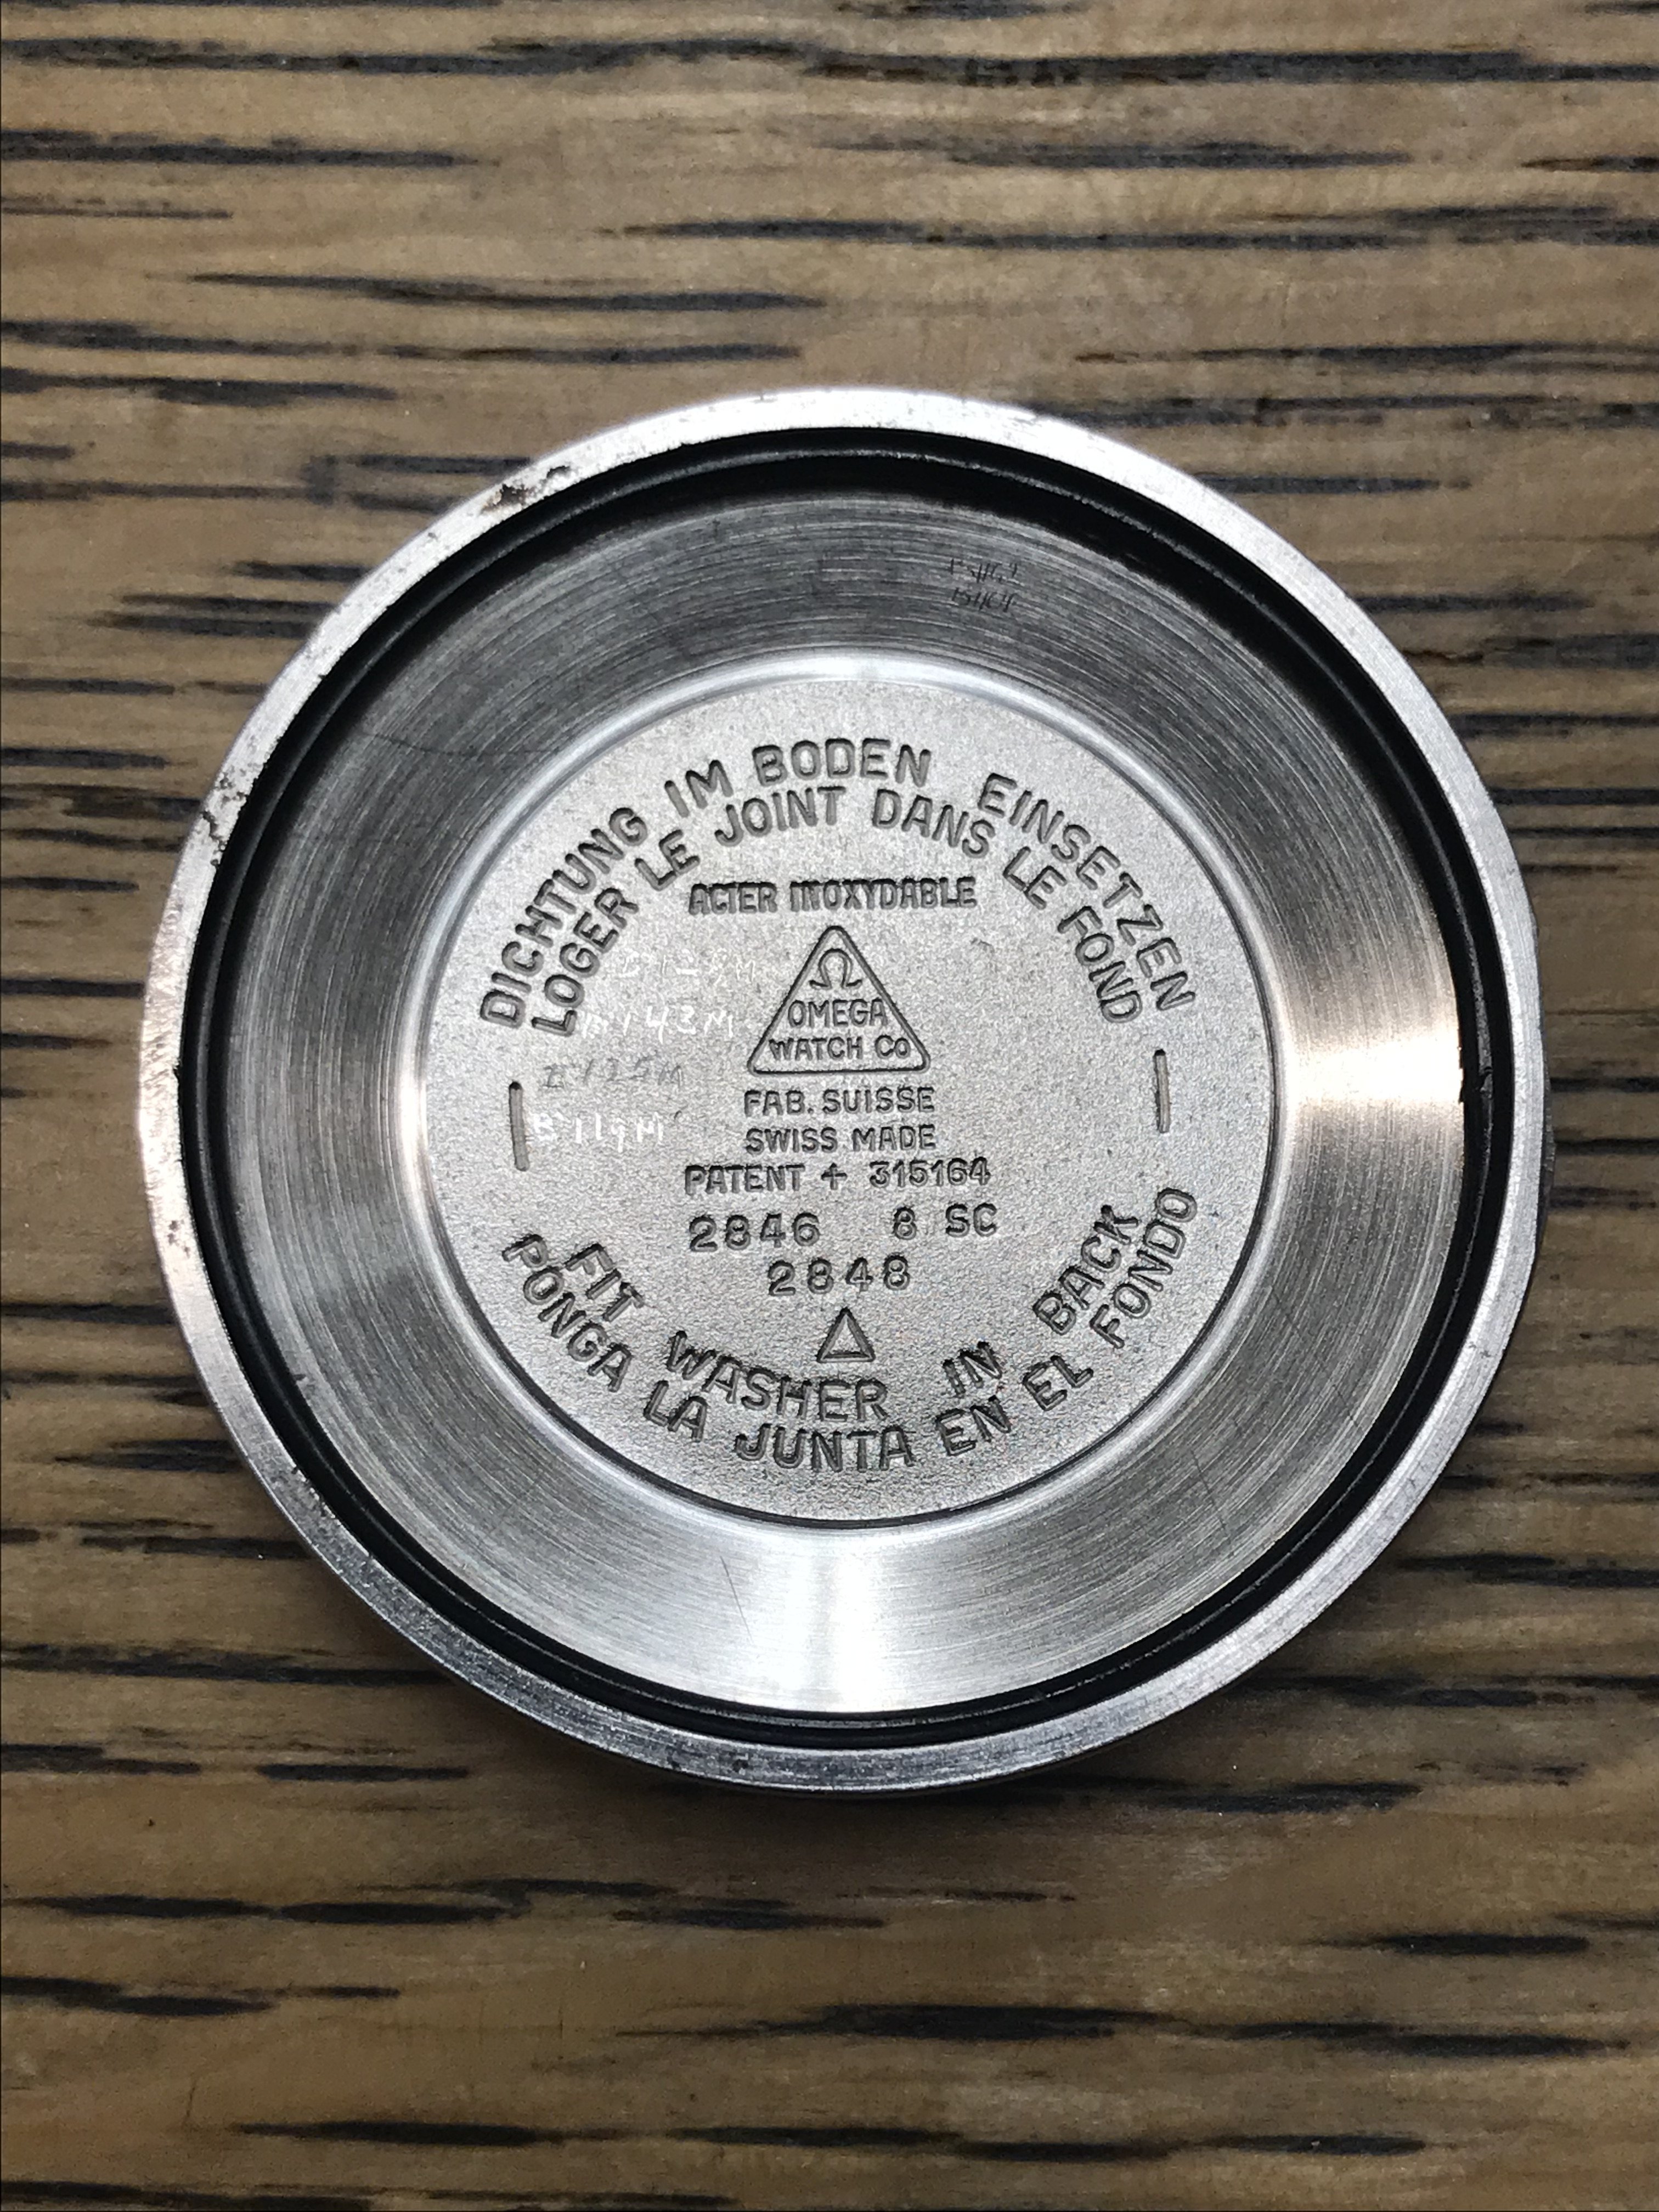 DICHTUNG IM BODEN EINSETZEN
LOGER LE JOINT DANS LE FOND
ACIER INOXYDABLE
Ω
OMEGA
WATCH Co
FAB. SUISSE
SWISS MADE
PATENT + 315164
2846 8 SC
2848
FIT WASHER IN BACK
PONGA LA JUNTA EN EL FONDO